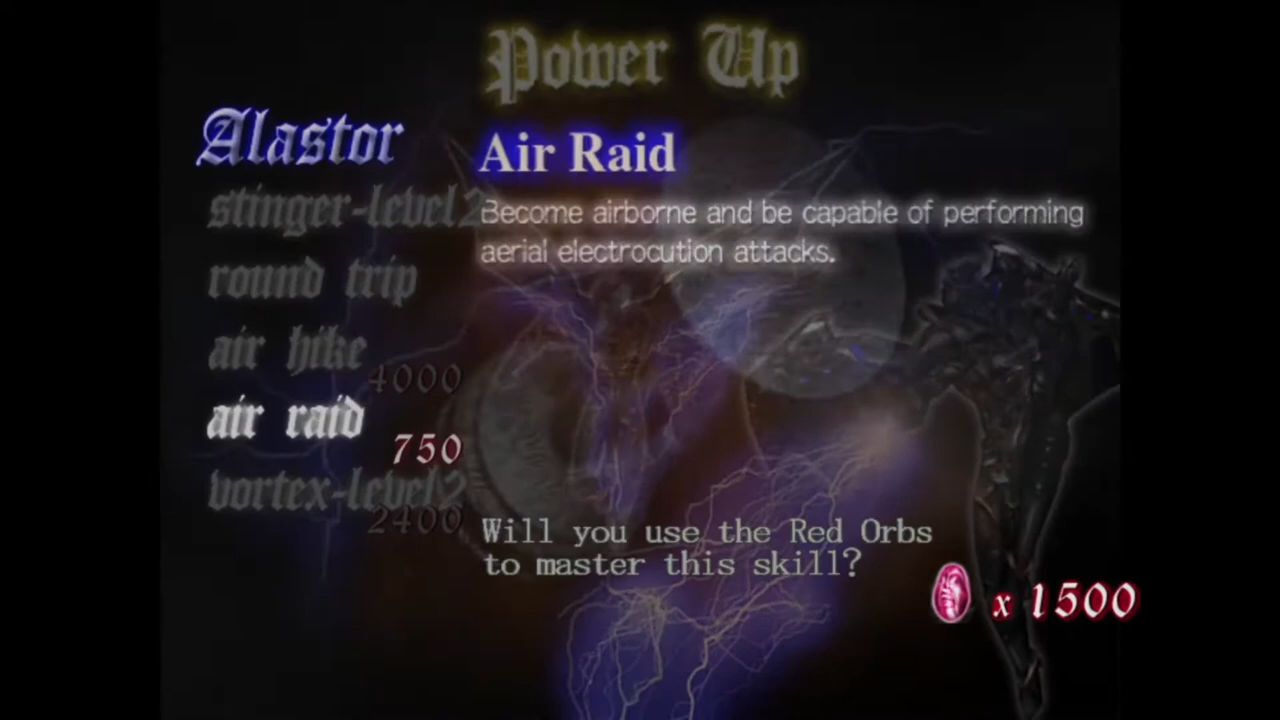 Power Up
Alastor
stinger-level2
round trip
air hike
4000
air raid
750
vortex-level2
2400
Air Raid
Become airborne and be capable of performing
aerial electrocution attacks.
Will you use the Red Orbs
to master this skill?
x 1500